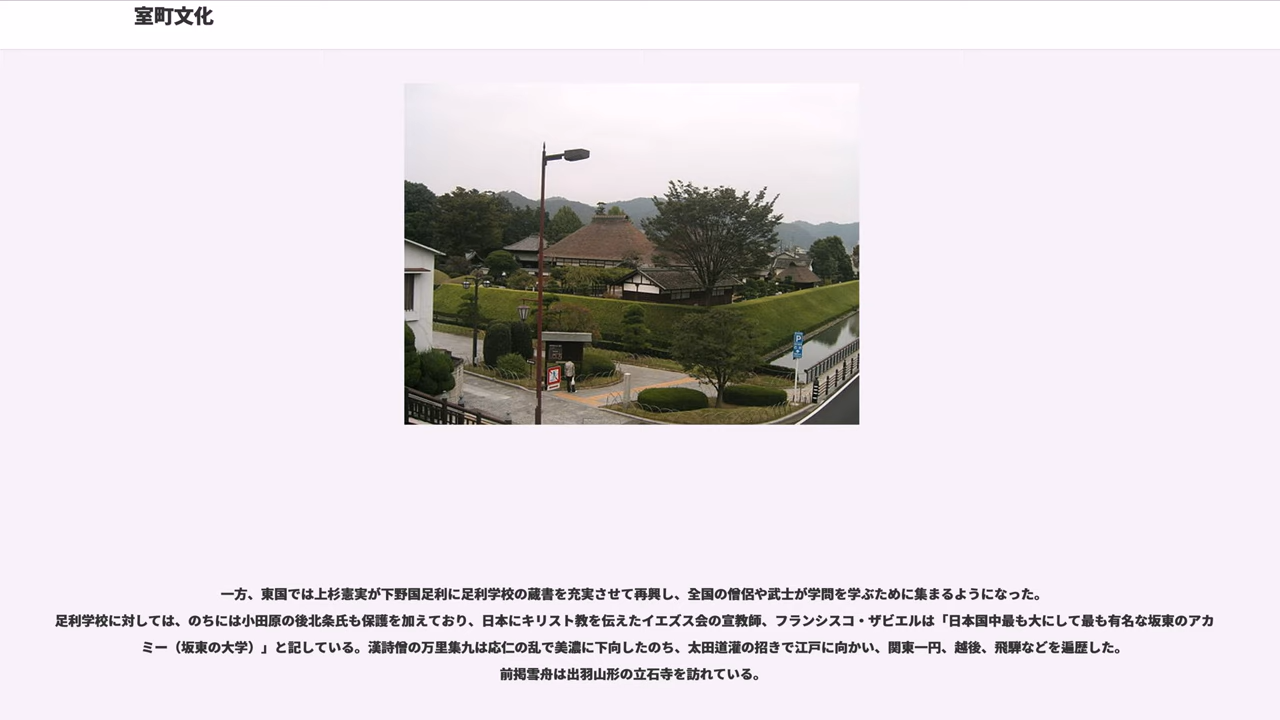 室町文化
一方、東国では上杉憲実が下野国足利に足利学校の蔵書を充実させて再興し、全国の僧侶や武士が学問を学ぶために集まるようになった。
足利学校に対しては、のちには小田原の後北条氏も保護を加えており、日本にキリスト教を伝えたイエズス会の宣教師、フランシスコ・ザビエルは「日本国中最も大にして最も有名な坂東のアカ
ミー（坂東の大学）」と記している。漢詩僧の万里集九は応仁の乱で美濃に下向したのち、太田道灌の招きで江戸に向かい、関東一円、越後、飛騨などを遍歴した。
前掲雪舟は出羽山形の立石寺を訪れている。